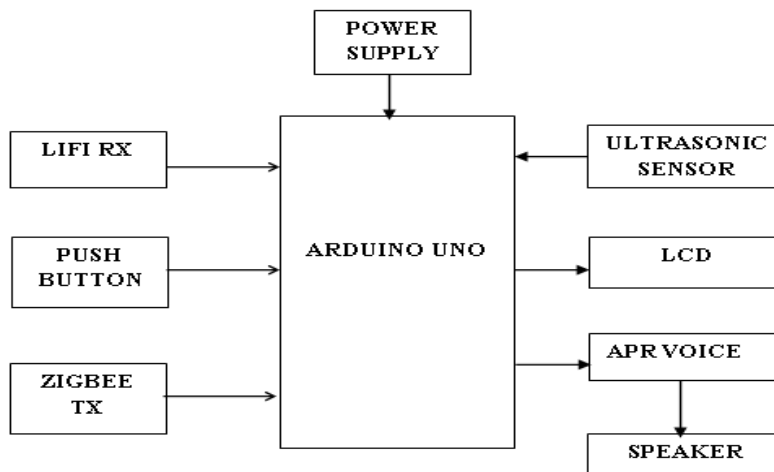 POWER
SUPPLY
LIFI RX
ULTRASONIC
SENSOR
ARDUINO UNO
PUSH
BUTTON
LCD
APR VOICE
ZIGBEE
TX
SPEAKER